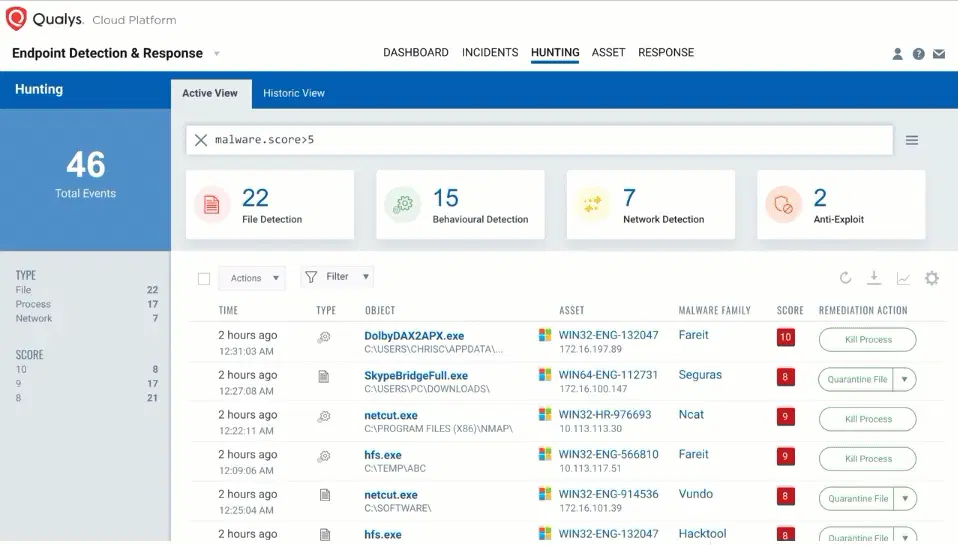 Qualys. Cloud Platform
Endpoint Detection & Response
DASHBOARD INCIDENTS HUNTING ASSET RESPONSE
Hunting
Active View Historic View
malware.score>5
46
Total Events
22
File Detection
15
Behavioural Detection
7
Network Detection
2
Anti-Exploit
TYPE
File 22
Process 17
Network 7
SCORE
10 8
9 17
8 21
Actions Filter
TIME TYPE OBJECT ASSET MALWARE FAMILY SCORE REMEDIATION ACTION
2 hours ago DolbyDAX2APX.exe WIN32-ENG-132047 Fareit 10 Kill Process
12:31:03 AM C:\USERS\CHRISC\APPDATA\... 172.16.197.89
2 hours ago SkypeBridgeFull.exe WIN64-ENG-112731 Seguras 8 Quarantine File
12:27:08 AM C:\USERS\PC\DOWNLOADS\ 172.16.100.147
2 hours ago netcut.exe WIN32-HR-976693 Ncat 9 Kill Process
12:22:11 AM C:\PROGRAM FILES (X86)\NMAP\ 10.113.113.30
2 hours ago hfs.exe WIN32-ENG-566810 Fareit 9 Kill Process
12:09:06 AM C:\TEMP\ABC 10.113.117.51
2 hours ago netcut.exe WIN32-ENG-914536 Vundo 8 Quarantine File
12:25:04 AM C:\SOFTWARE\ 172.16.101.39
2 hours ago hfs.exe WIN32-ENG-132047 Hacktool 8 Quarantine File